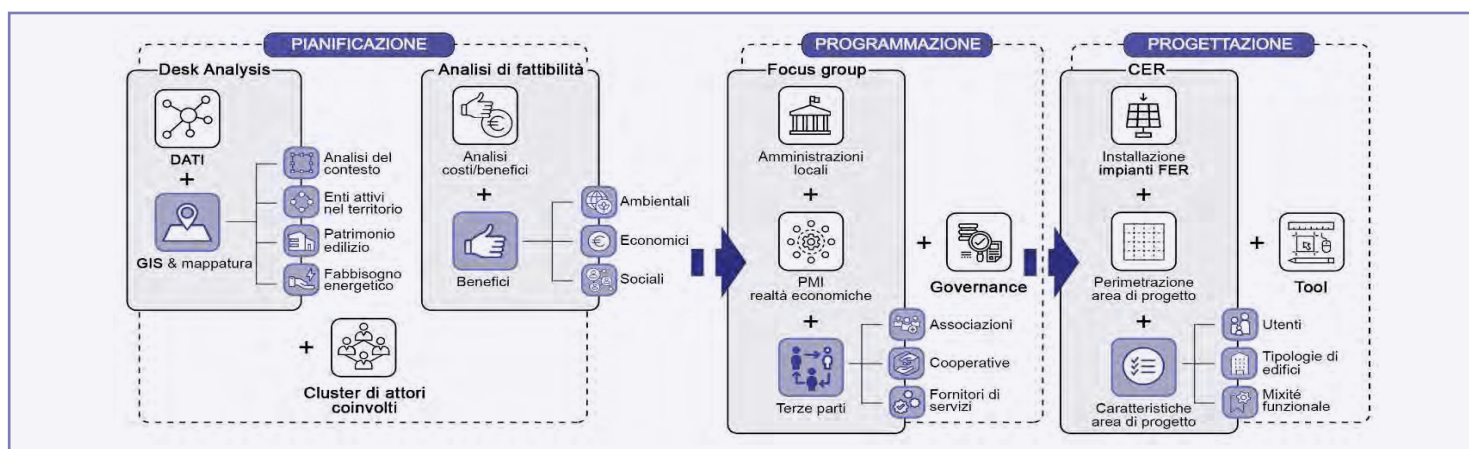 PIANIFICAZIONE
Desk Analysis
DATI
+
GIS & mappatura
Analisi del
contesto
Enti attivi
nel territorio
Patrimonio
edilizio
Fabbisogno
energetico
Analisi di fattibilità
Analisi
costi/benefici
+
Benefici
Ambientali
Economici
Sociali
+
Cluster di attori
coinvolti
PROGRAMMAZIONE
Focus group
Amministrazioni
locali
+
PMI
realtà economiche
+
Terze parti
Associazioni
Cooperative
Fornitori di
servizi
+
Governance
PROGETTAZIONE
CER
Installazione
impianti FER
+
Perimetrazione
area di progetto
+
Caratteristiche
area di progetto
Utenti
Tipologie di
edifici
Mixité
funzionale
+
Tool